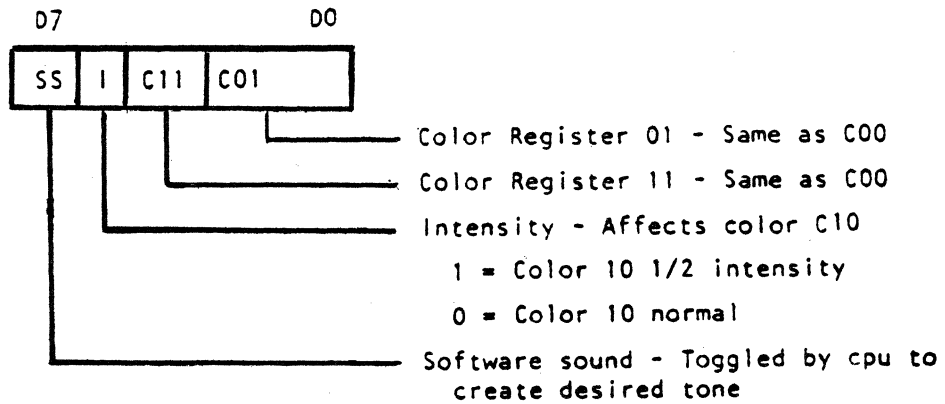 D7 D0
SS I C11 C01
Color Register 01 - Same as C00
Color Register 11 - Same as C00
Intensity - Affects color C10
1 = Color 10 1/2 intensity
0 = Color 10 normal
Software sound - Toggled by cpu to
create desired tone